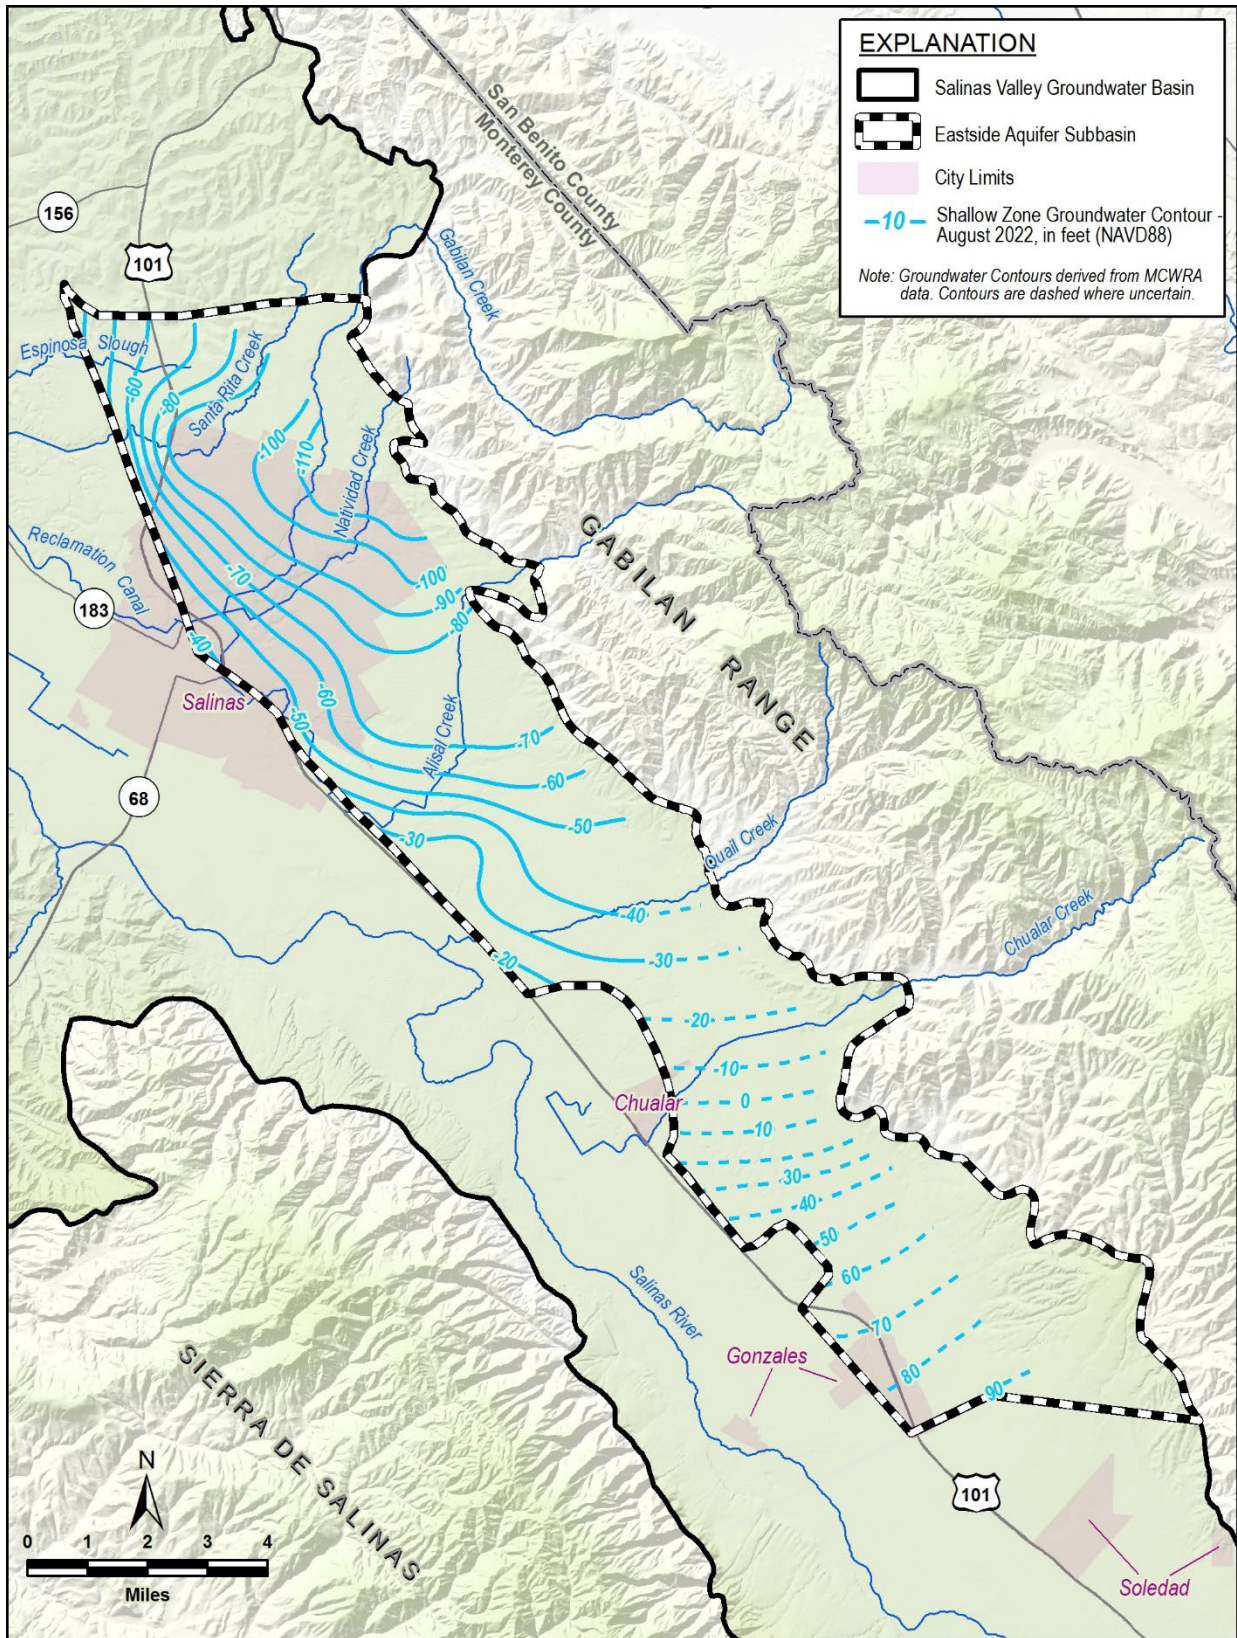 EXPLANATION
Salinas Valley Groundwater Basin
Eastside Aquifer Subbasin
City Limits
-10 Shallow Zone Groundwater Contour -
August 2022, in feet (NAVD88)
Note: Groundwater Contours derived from MCWRA
data. Contours are dashed where uncertain.
San Benito County
Monterey County
156
101
Gabilan Creek
Espinosa Slough
Santa Rita Creek
-60
-80
-100
-110
Natividad Creek
Reclamation Canal
183
GABILAN RANGE
-70
-100
-90
-80
-40
Salinas
-60
-50
Alisal Creek
-70
-60
68
-50
-30
Quail Creek
-40
Chualar Creek
-30
-20
-20
-10
Chualar
0
10
30
40
50
60
Salinas River
70
Gonzales
80
90
SIERRA DE SALINAS
N
0 1 2 3 4
Miles
101
Soledad